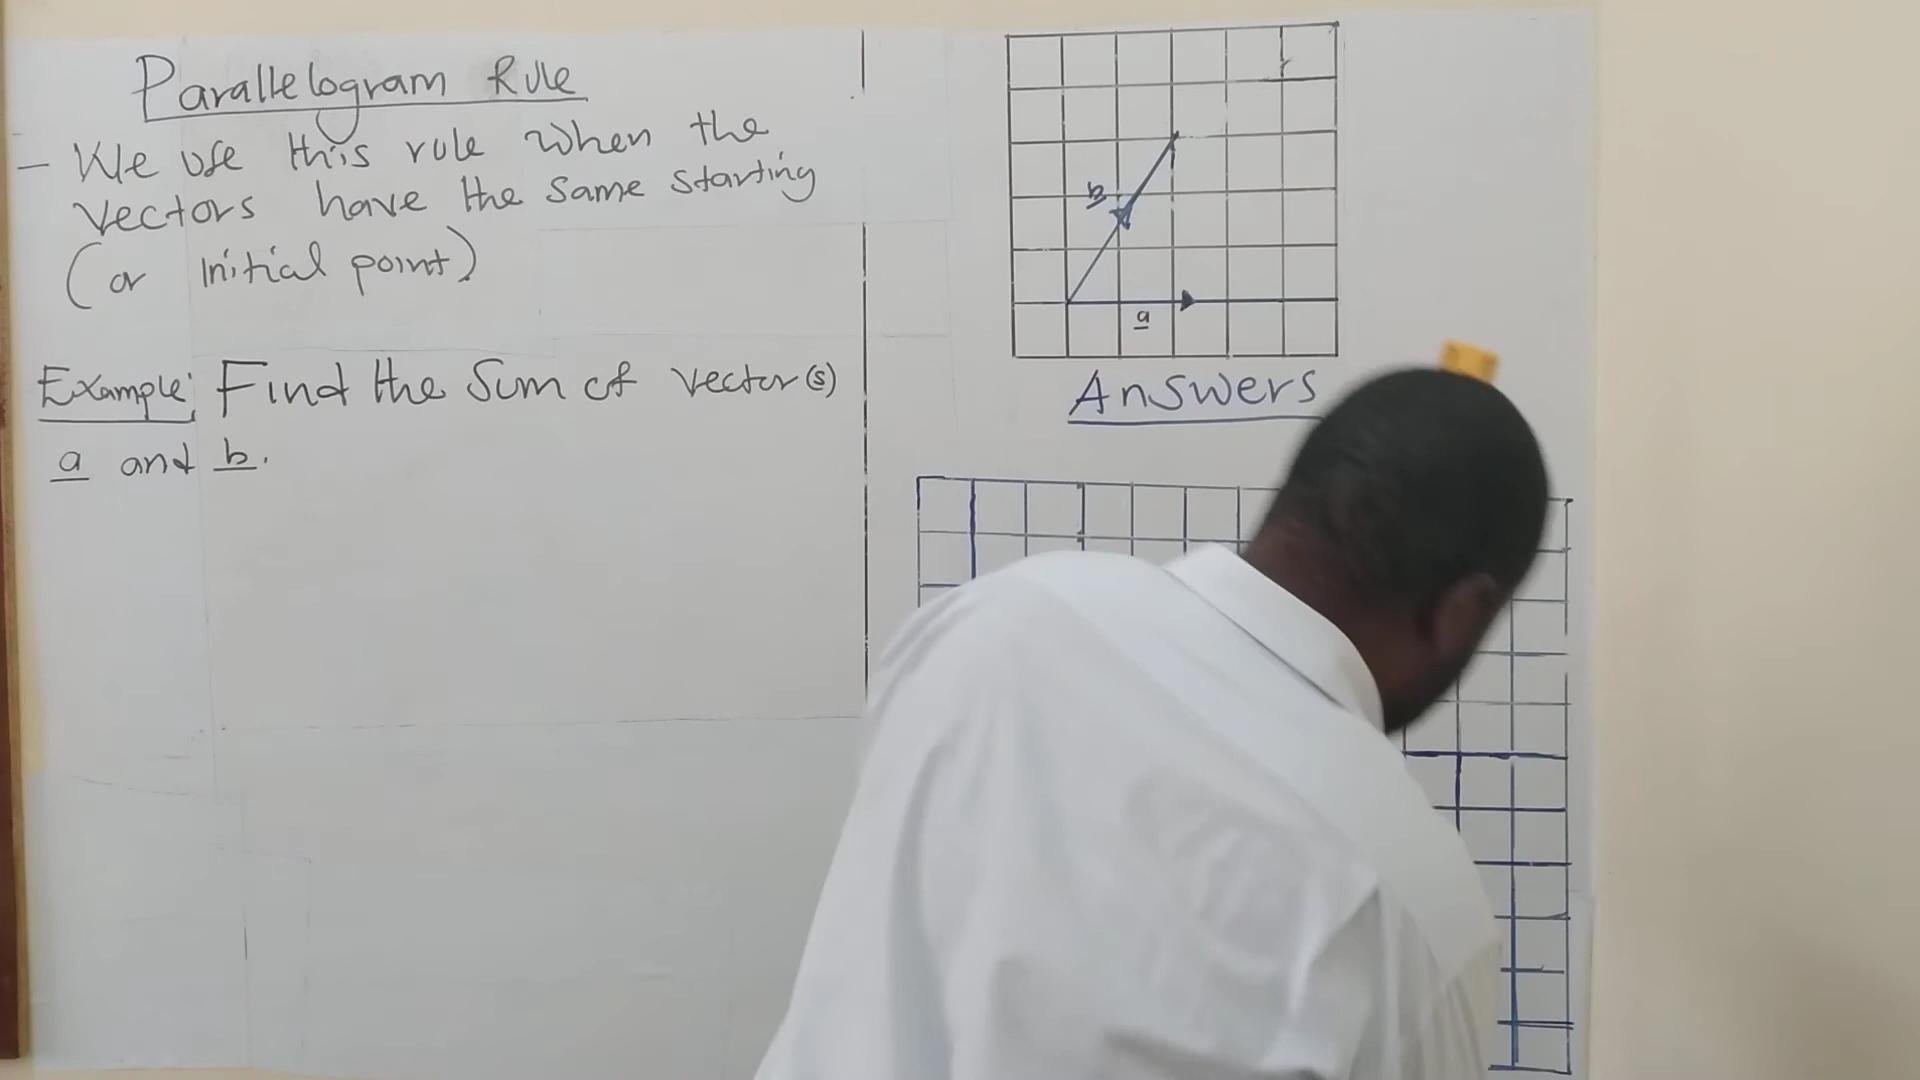 Parallelogram Rule
- We use this rule when the
vectors have the same starting
(or initial point)
Example: Find the sum of vector(s)
a and b.
b
a
Answers